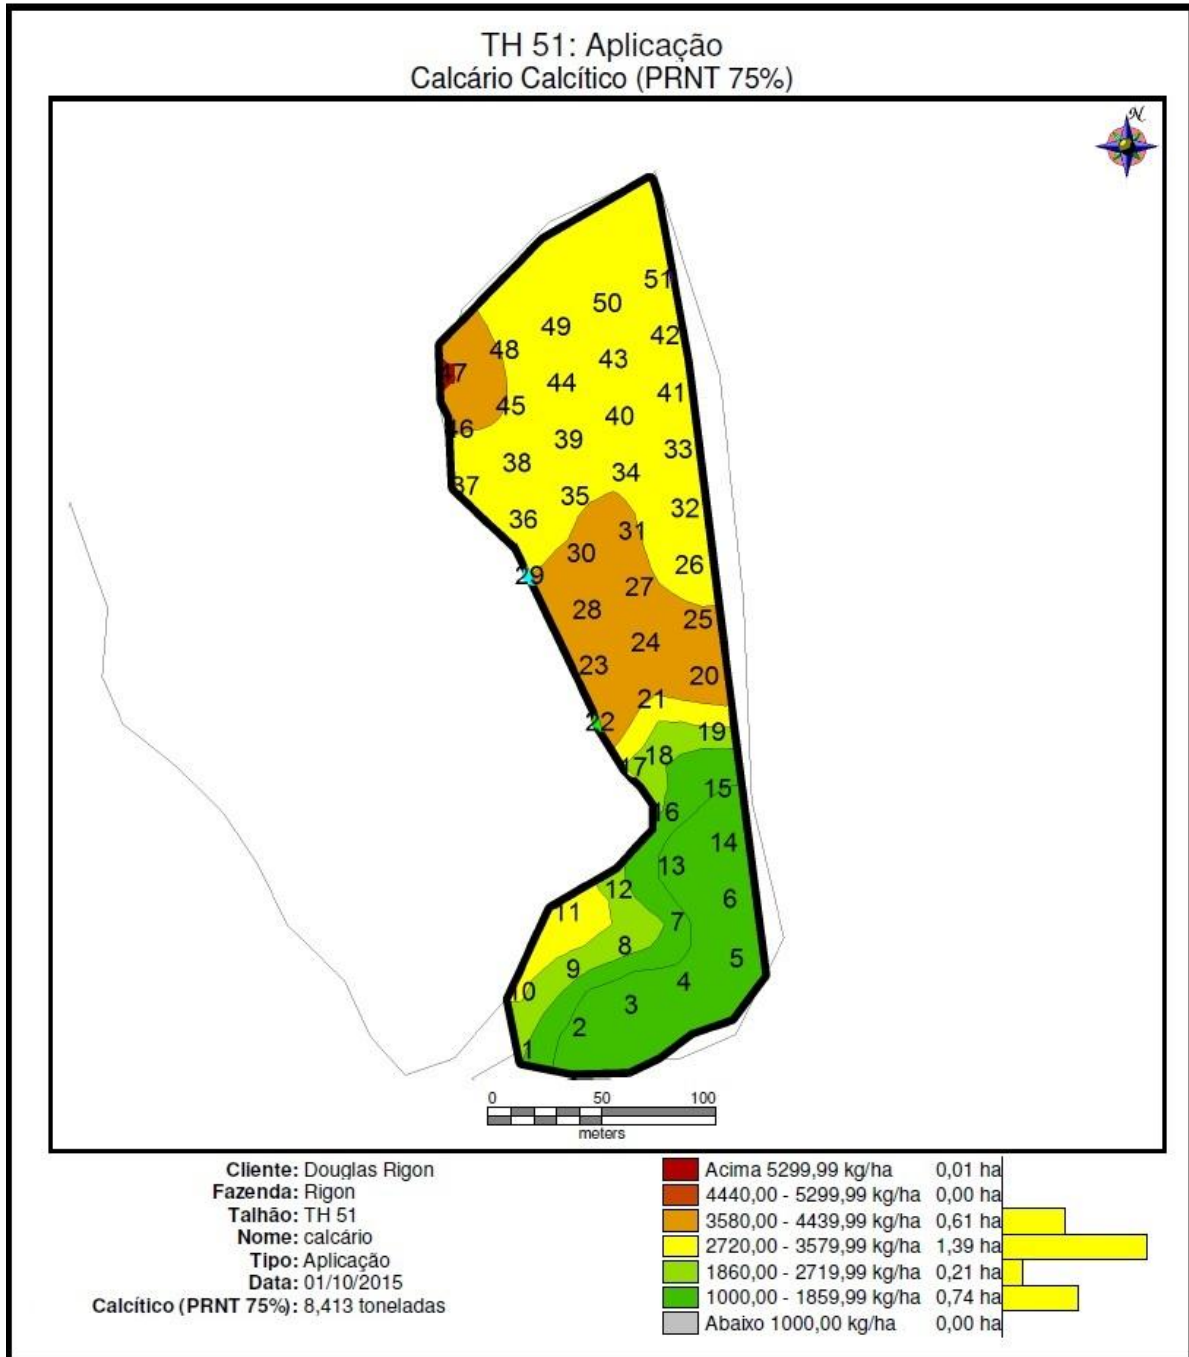 TH 51: Aplicação
Calcário Calcítico (PRNT 75%)
N
51
50
49
42
48
43
47
44
41
45
40
46
39
33
38
34
37
35
32
36
31
30
26
29
27
28
25
24
23
20
21
22
19
18
17
15
16
14
13
12
6
11
7
8
5
9
4
10
3
2
1
0 50 100
meters
Cliente: Douglas Rigon
Fazenda: Rigon
Talhão: TH 51
Nome: calcário
Tipo: Aplicação
Data: 01/10/2015
Calcítico (PRNT 75%): 8,413 toneladas
Acima 5299,99 kg/ha 0,01 ha
4440,00 - 5299,99 kg/ha 0,00 ha
3580,00 - 4439,99 kg/ha 0,61 ha
2720,00 - 3579,99 kg/ha 1,39 ha
1860,00 - 2719,99 kg/ha 0,21 ha
1000,00 - 1859,99 kg/ha 0,74 ha
Abaixo 1000,00 kg/ha 0,00 ha